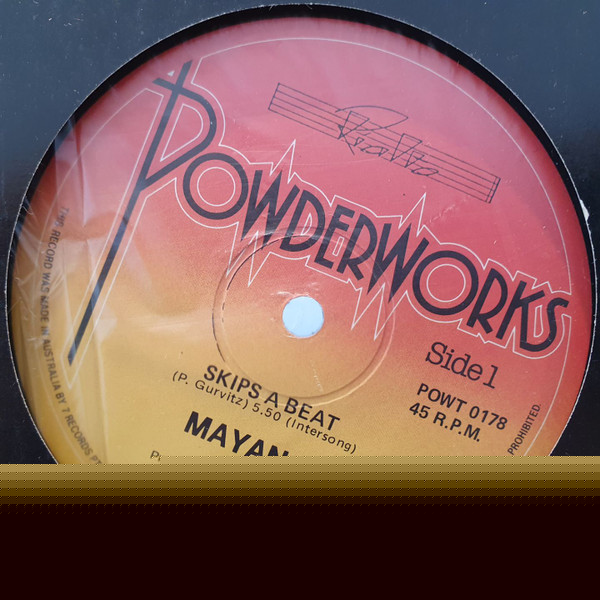 Rialto
POWDERWORKS
Side 1
POWT 0178
45 R.P.M.
SKIPS A BEAT
(P. Gurvitz) 5.50 (Intersong)
MAYAN
THIS RECORD WAS MADE IN AUSTRALIA BY 7 RECORDS
PROHIBITED.